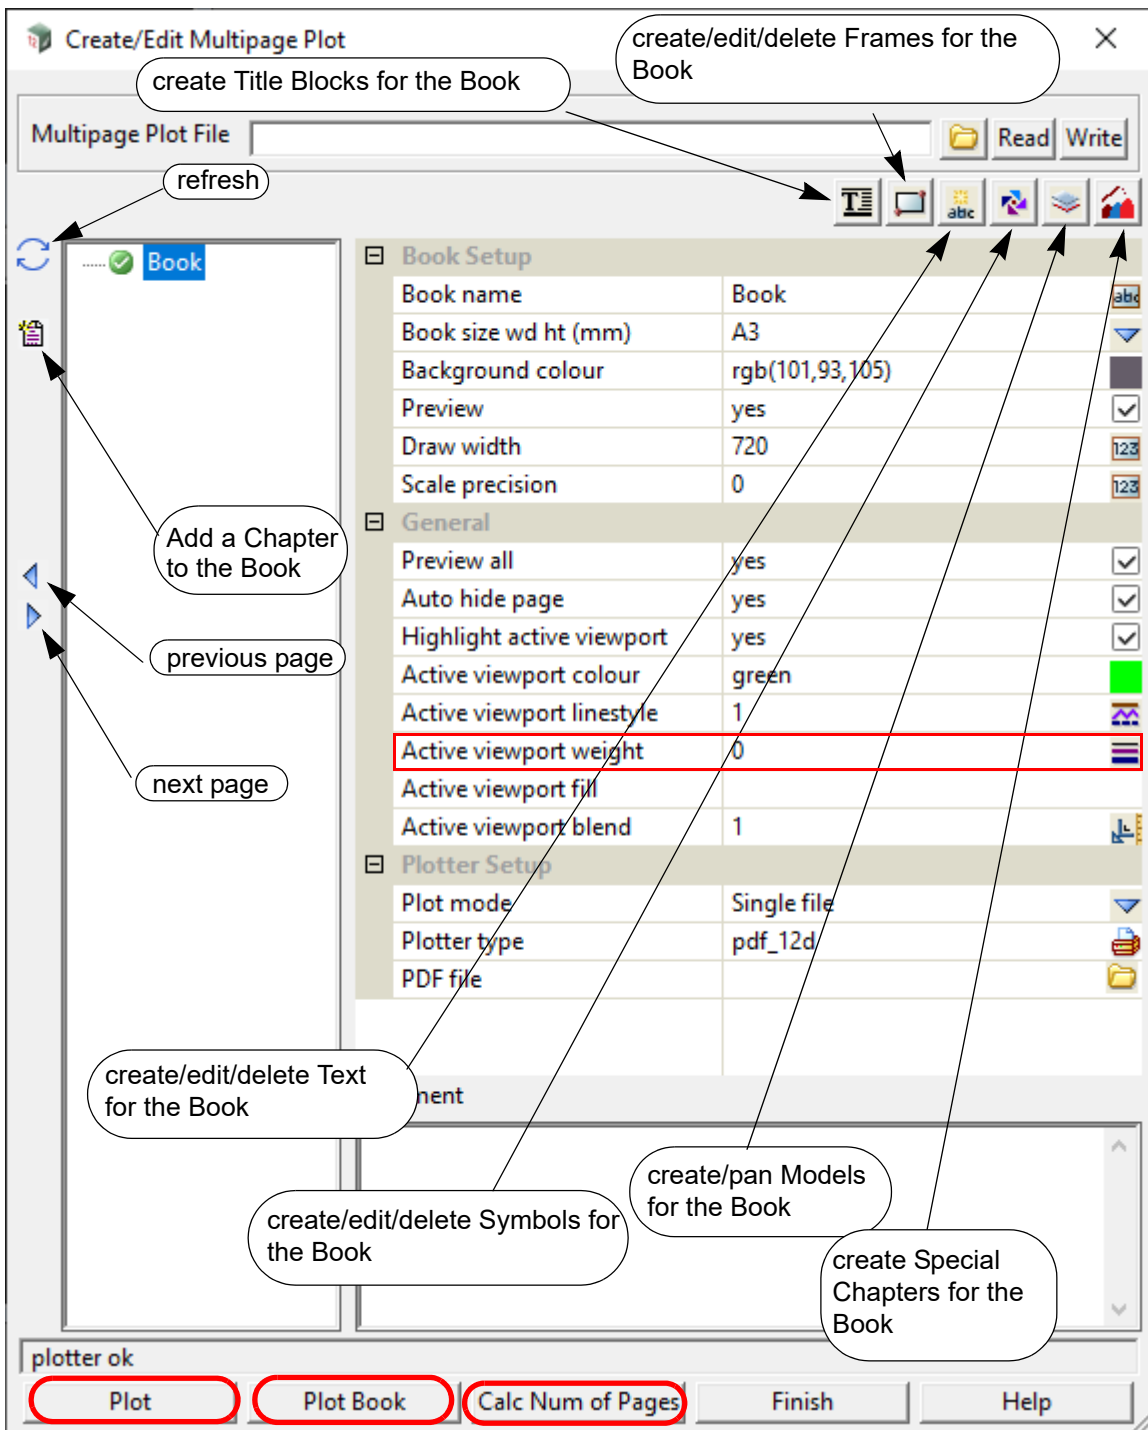 Create/Edit Multipage Plot
create/edit/delete Frames for the
Book
create Title Blocks for the Book
Multipage Plot File
Read
Write
refresh
T
abc
Book
Book Setup
Book name Book abc
Book size wd ht (mm) A3
Background colour rgb(101,93,105)
Preview yes
Draw width 720 123
Scale precision 0 123
General
Add a Chapter
to the Book
Preview all yes
Auto hide page yes
Highlight active viewport yes
previous page
Active viewport colour green
Active viewport linestyle 1
Active viewport weight 0
next page
Active viewport fill
Active viewport blend 1
Plotter Setup
Plot mode Single file
Plotter type pdf_12d
PDF file
create/edit/delete Text
for the Book
ment
create/pan Models
for the Book
create/edit/delete Symbols for
the Book
create Special
Chapters for the
Book
plotter ok
Plot
Plot Book
Calc Num of Pages
Finish
Help